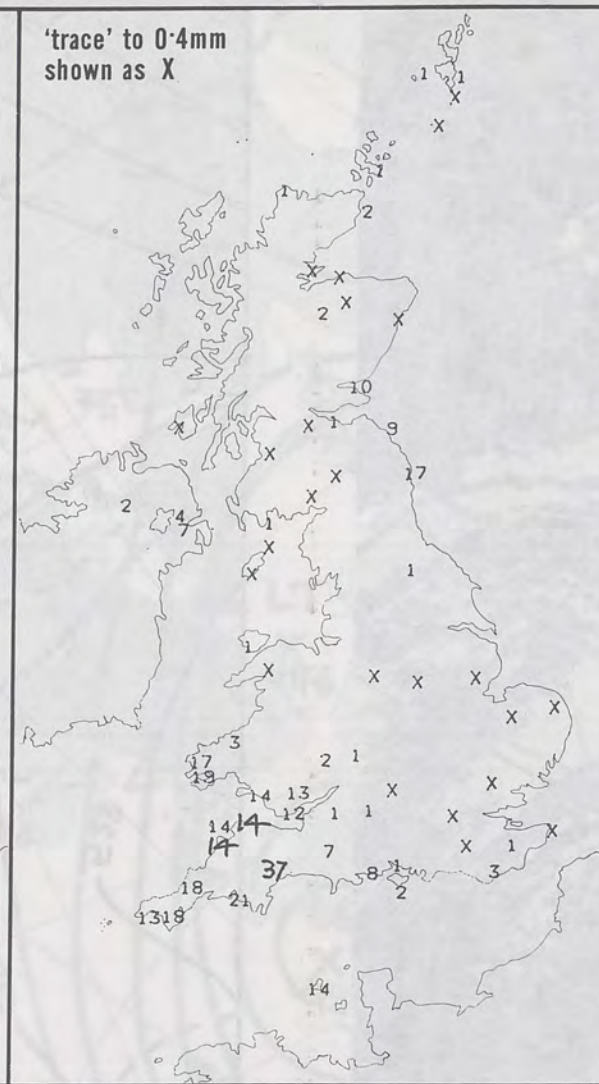 'trace' to 0·4mm
shown as X
1 1
X
X
1
1
2
X X
X
2 X
10
X 1 9
X
X 17
X
2 4
7
1
X
X 1
1
X X X X
X X
3
17 2 1
19 X X
14 13
12 1 1 X
14 14 X
14 7 X 1
37 8 1 3
18 2
21
13 18
14